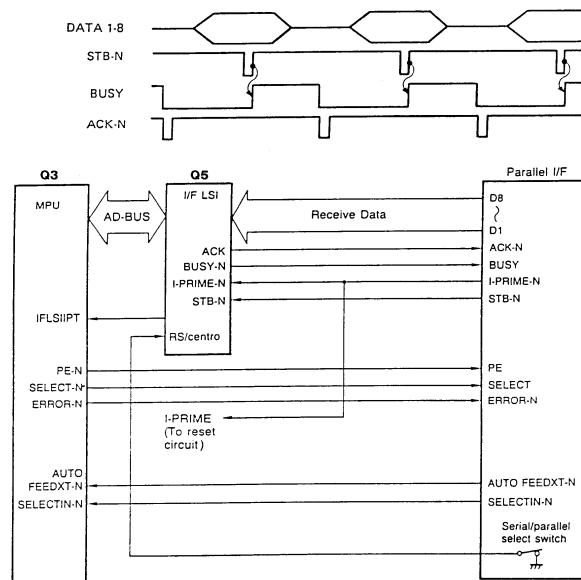 DATA 1-8
STB-N
BUSY
ACK-N
Q3
Q5
Parallel I/F
MPU
I/F LSI
AD-BUS
Receive Data
D8
D1
ACK
ACK-N
BUSY-N
BUSY
I-PRIME-N
I-PRIME-N
STB-N
STB-N
IFLSIIPT
RS/centro
PE-N
PE
SELECT-N
SELECT
ERROR-N
ERROR-N
I-PRIME
(To reset
circuit)
AUTO
FEEDXT-N
AUTO FEEDXT-N
SELECTIN-N
SELECTIN-N
Serial/parallel
select switch